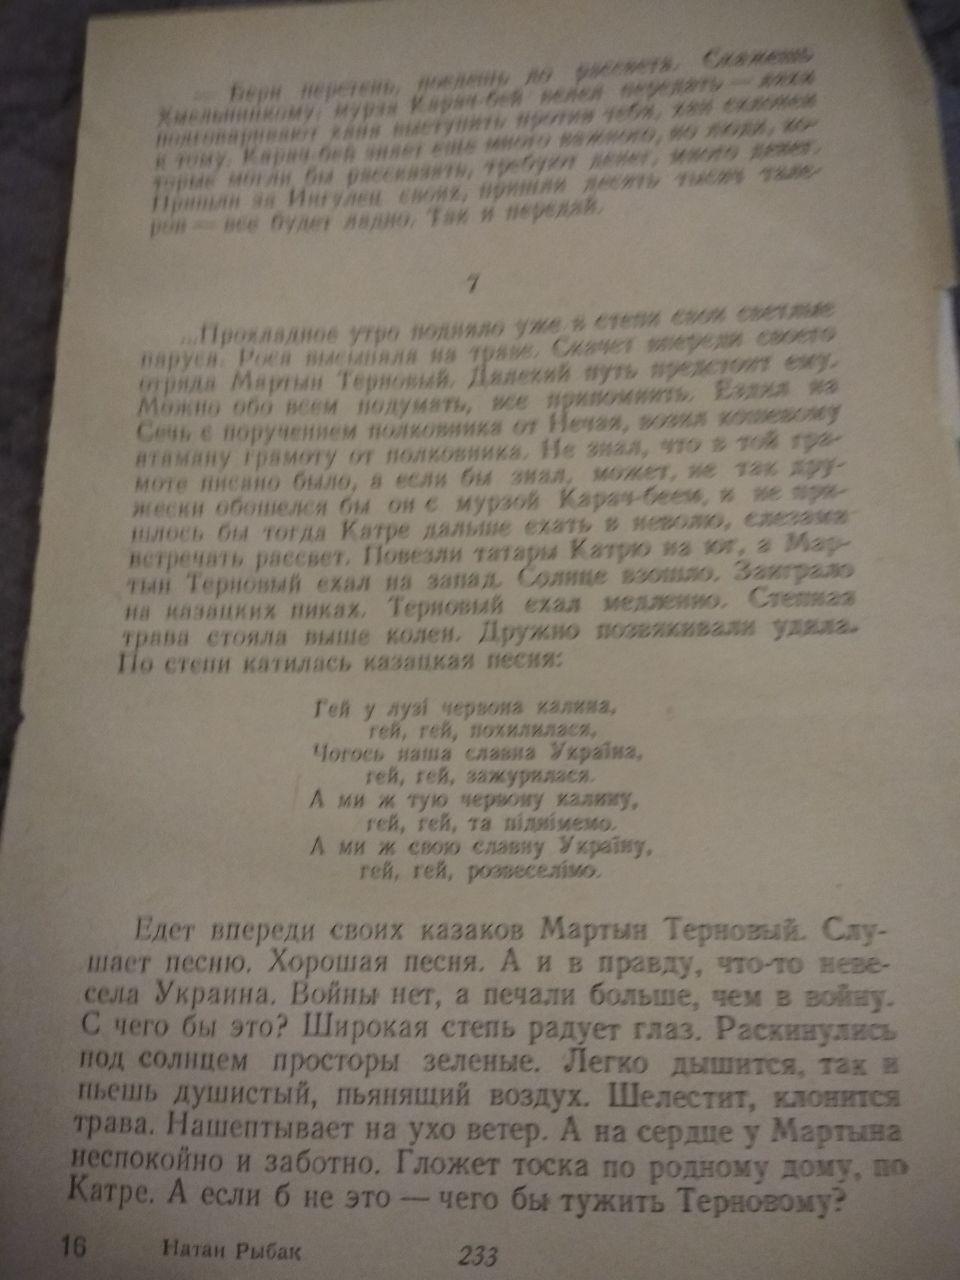 — Бери перстень, поедешь до рассвета. Скажешь
Хмельницкому: мурза Карач-бей велел передать — ляхи
подговаривают хана выступить против тебя, хан склонен
к тому. Карач-бей знает еще много важного, но люди, ко-
торые могли бы рассказать, требуют денег, много денег.
Пришли за Ингулец своих, пришли десять тысяч тале-
ров — все будет ладно. Так и передай.
7
...Прохладное утро подняло уже в степи свои светлые
паруса. Роса высыпала на траве. Скачет впереди своего
отряда Мартын Терновый. Далекий путь предстоит ему.
Можно обо всем подумать, все припомнить. Ездил на
Сечь с поручением полковника от Нечая, возил кошевому
атаману грамоту от полковника. Не знал, что в той гра-
моте писано было, а если бы знал, может, не так дру-
жески обошелся бы он с мурзой Карач-беем, и не при-
шлось бы тогда Катре дальше ехать в неволю, слезами
встречать рассвет. Повезли татары Катрю на юг, а Мар-
тын Терновый ехал на запад. Солнце взошло. Заиграло
на казацких пиках. Терновый ехал медленно. Степная
трава стояла выше колен. Дружно позвякивали удила.
По степи катилась казацкая песня:
Гей у лузі червона калина,
гей, гей, похилилася,
Чогось наша славна Україна,
гей, гей, зажурилася.
А ми ж тую червону калину,
гей, гей, та піднімемо.
А ми ж свою славну Україну,
гей, гей, розвеселімо.
Едет впереди своих казаков Мартын Терновый. Слу-
шает песню. Хорошая песня. А и в правду, что-то неве-
села Украина. Войны нет, а печали больше, чем в войну.
С чего бы это? Широкая степь радует глаз. Раскинулись
под солнцем просторы зеленые. Легко дышится, так и
пьешь душистый, пьянящий воздух. Шелестит, клонится
трава. Нашептывает на ухо ветер. А на сердце у Мартына
неспокойно и заботно. Гложет тоска по родному дому, по
Катре. А если б не это — чего бы тужить Терновому?
16 Натан Рыбак 233